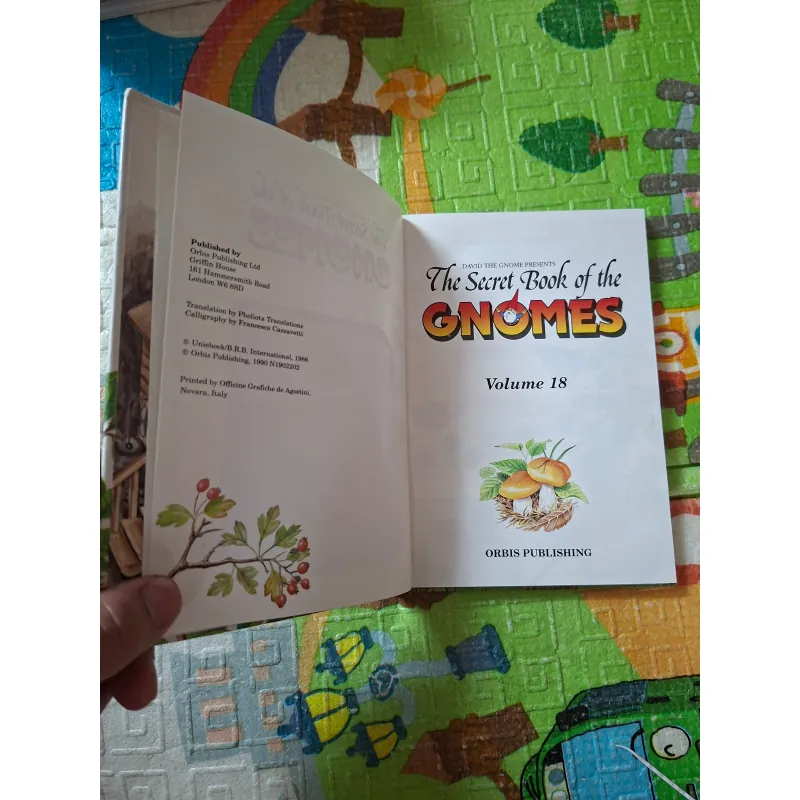 Published by
Orbis Publishing Ltd
Griffin House
161 Hammersmith Road
London W6 8SD
Translation by Pholiota Translations
Calligraphy by Francesca Cazzavetti
© Unieboek/B.R.B. International, 1986
© Orbis Publishing, 1990 N1902202
Printed by Officine Grafiche de Agostini,
Novara, Italy
DAVID THE GNOME PRESENTS
The Secret Book of the
GNOMES
Volume 18
ORBIS PUBLISHING